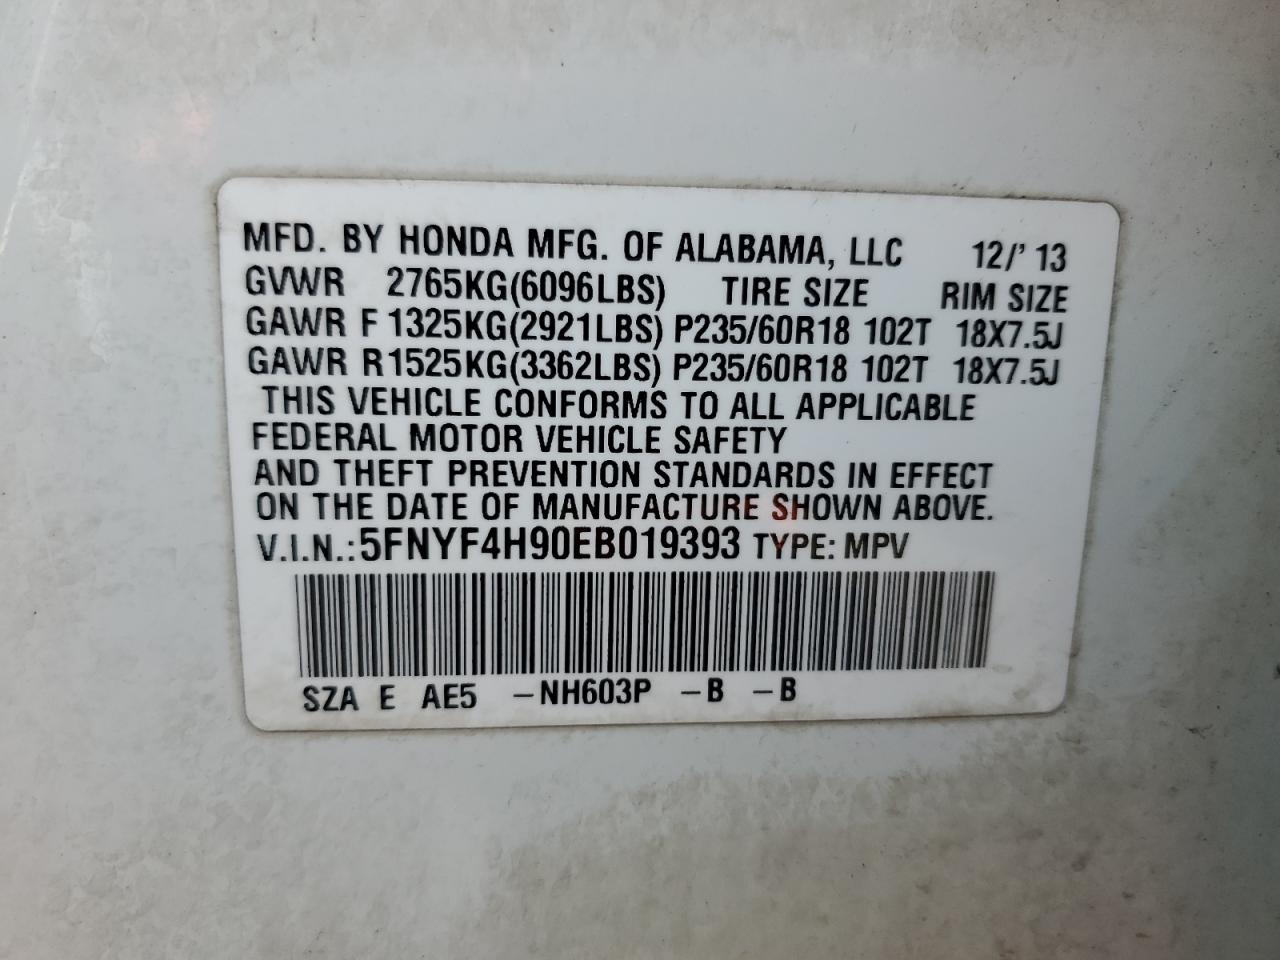 MFD. BY HONDA MFG. OF ALABAMA, LLC 12/' 13
GVWR 2765KG(6096LBS) TIRE SIZE RIM SIZE
GAWR F 1325KG(2921LBS) P235/60R18 102T 18X7.5J
GAWR R1525KG(3362LBS) P235/60R18 102T 18X7.5J
THIS VEHICLE CONFORMS TO ALL APPLICABLE
FEDERAL MOTOR VEHICLE SAFETY
AND THEFT PREVENTION STANDARDS IN EFFECT
ON THE DATE OF MANUFACTURE SHOWN ABOVE.
V.I.N.:5FNYF4H90EB019393 TYPE: MPV
SZA E AE5 –NH603P –B –B